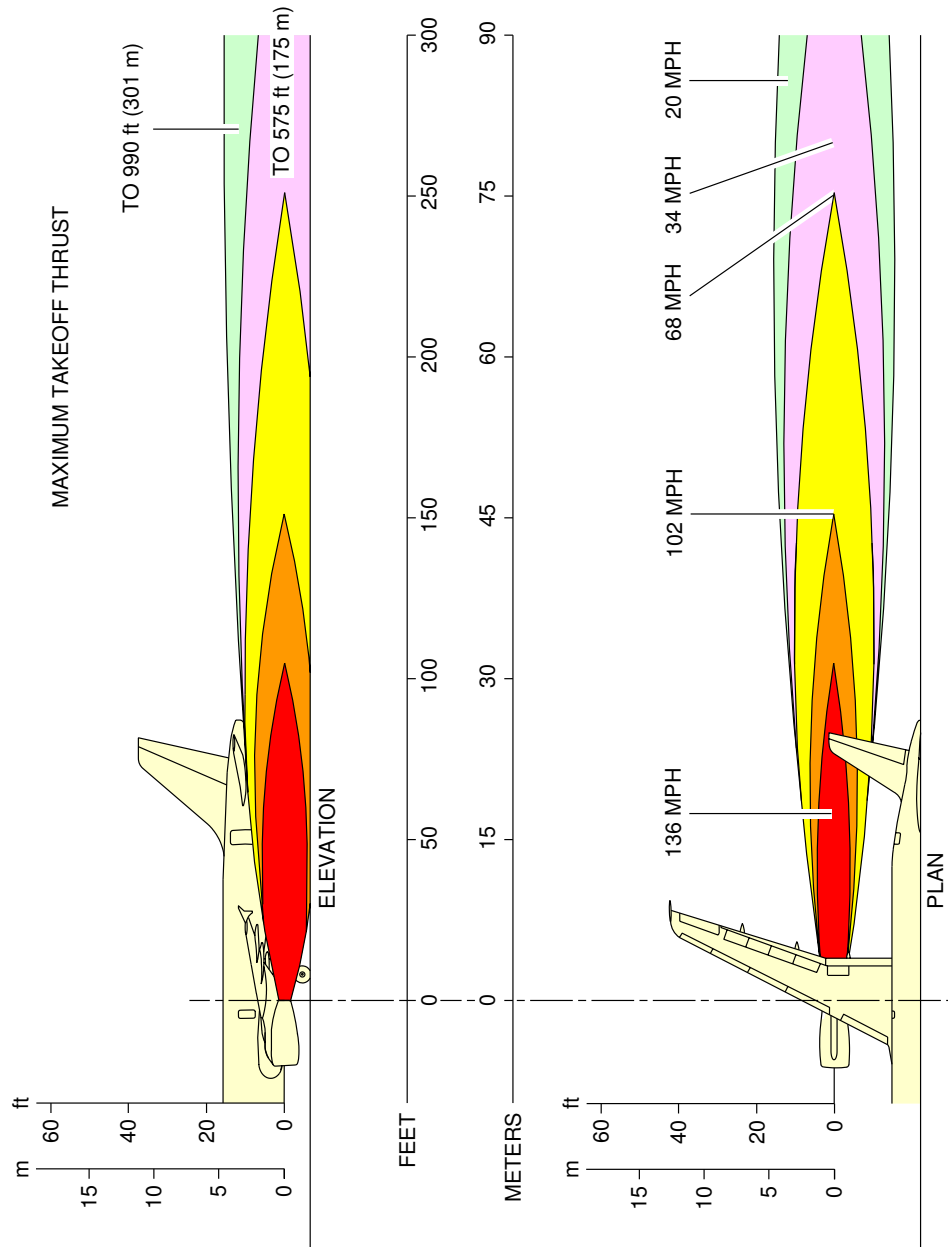 MAXIMUM TAKEOFF THRUST
TO 990 ft (301 m)
TO 575 ft (175 m)
m
ft
60
40
20
0
15
10
5
0
ELEVATION
FEET
0
50
100
150
200
250
300
METERS
0
15
30
45
60
75
90
136 MPH
102 MPH
68 MPH
34 MPH
20 MPH
m
ft
60
40
20
0
15
10
5
0
PLAN